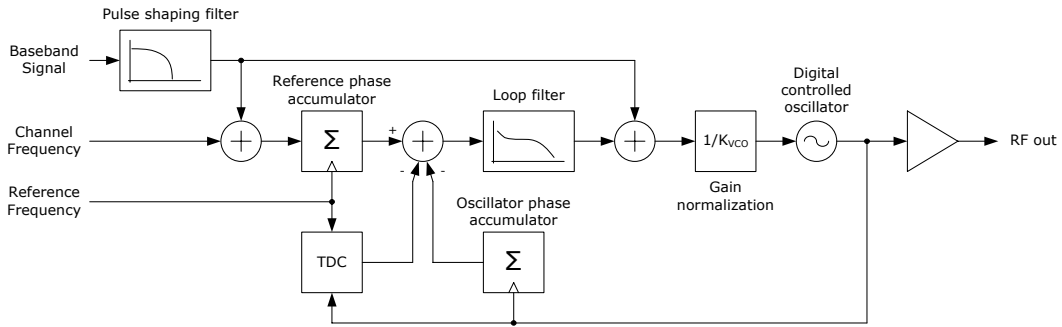 Pulse shaping filter
Baseband
Signal
Reference phase
accumulator
Loop filter
Digital
controlled
oscillator
Channel
Frequency
Σ
+
-
-
1/KVCO
RF out
Gain
normalization
Reference
Frequency
Oscillator phase
accumulator
TDC
Σ